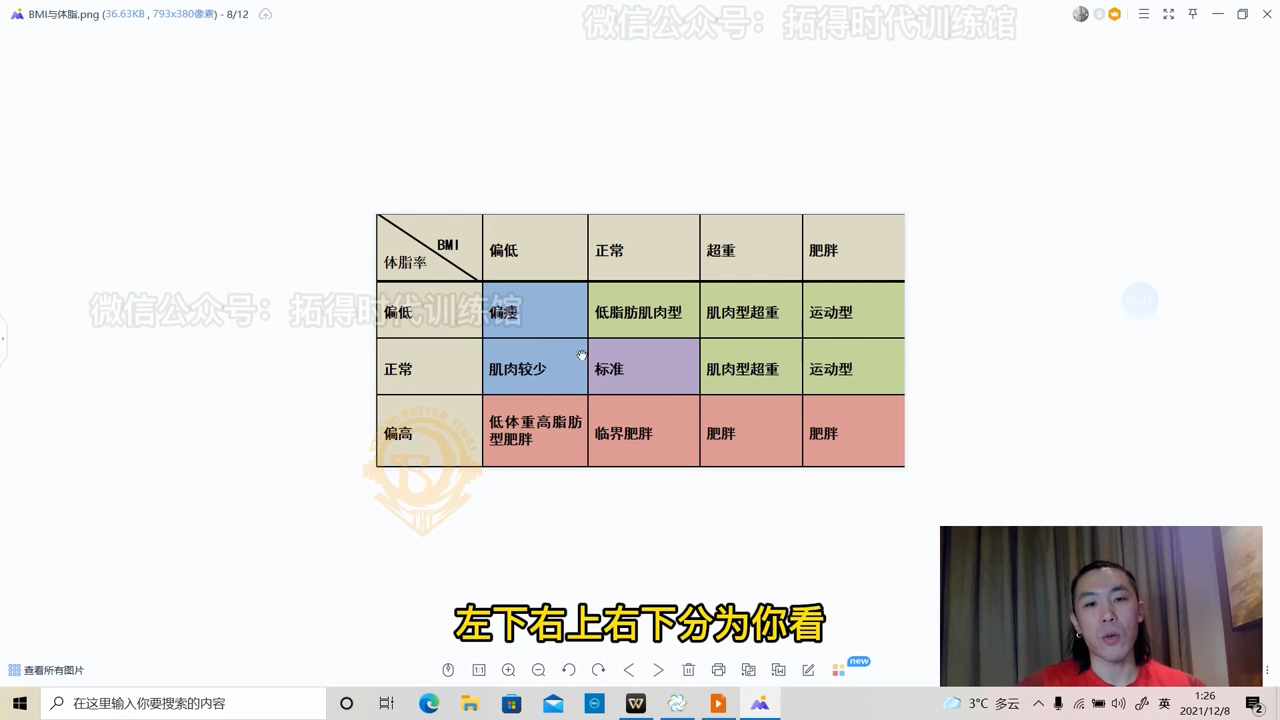 BMI与体脂.png (36.63KB , 793x380像素) - 8/12
微信公众号：拓得时代训练馆
BMI
体脂率
偏低
正常
超重
肥胖
微信公众号：拓得时代训练馆
偏低
偏瘦
低脂肪肌肉型
肌肉型超重
运动型
正常
肌肉较少
标准
肌肉型超重
运动型
偏高
低体重高脂肪
型肥胖
临界肥胖
肥胖
肥胖
左下右上右下分为你看
1:1
new
查看所有图片
在这里输入你要搜索的内容
3°C 多云
英
1:26
2021/12/8
2